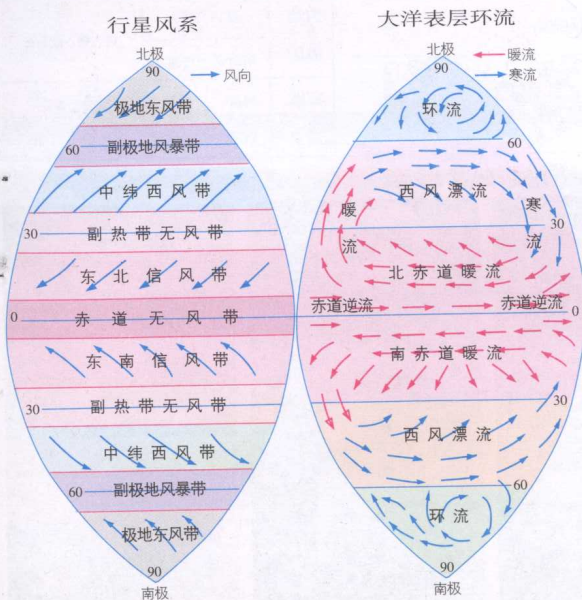 行星风系
北极
90
风向
极地东风带
60
副极地风暴带
中纬西风带
30
副热带无风带
东北信风带
0
赤道无风带
东南信风带
30
副热带无风带
中纬西风带
60
副极地风暴带
极地东风带
90
南极
大洋表层环流
北极
90
暖流
寒流
环流
60
西风漂流
暖流
寒流
30
北赤道暖流
赤道逆流
赤道逆流
0
南赤道暖流
30
西风漂流
60
环流
90
南极